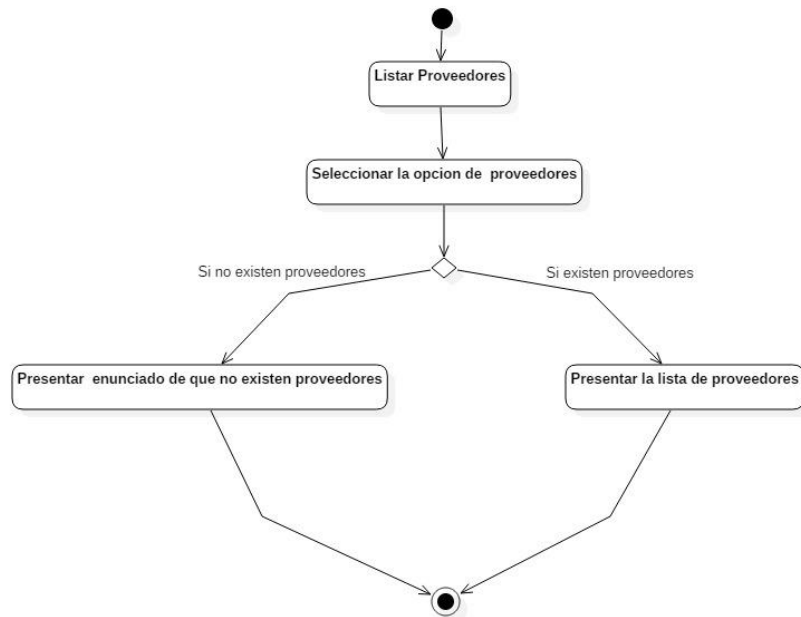 Listar Proveedores
Seleccionar la opcion de  proveedores
Si no existen proveedores
Si existen proveedores
Presentar  enunciado de que no existen proveedores
Presentar la lista de proveedores